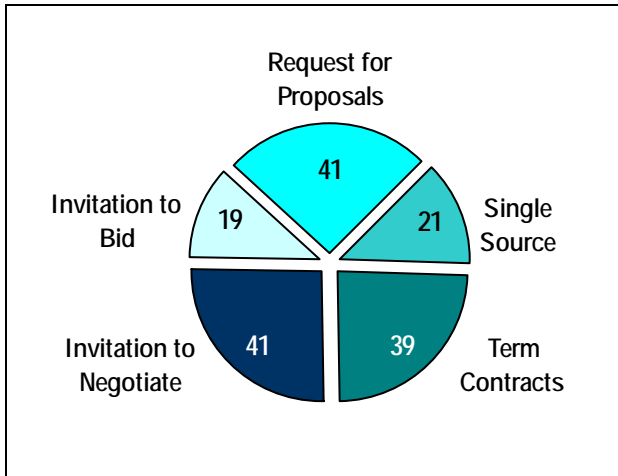 Request for
Proposals
41
Invitation to
Bid
19
21
Single
Source
Invitation to
Negotiate
41
39
Term
Contracts